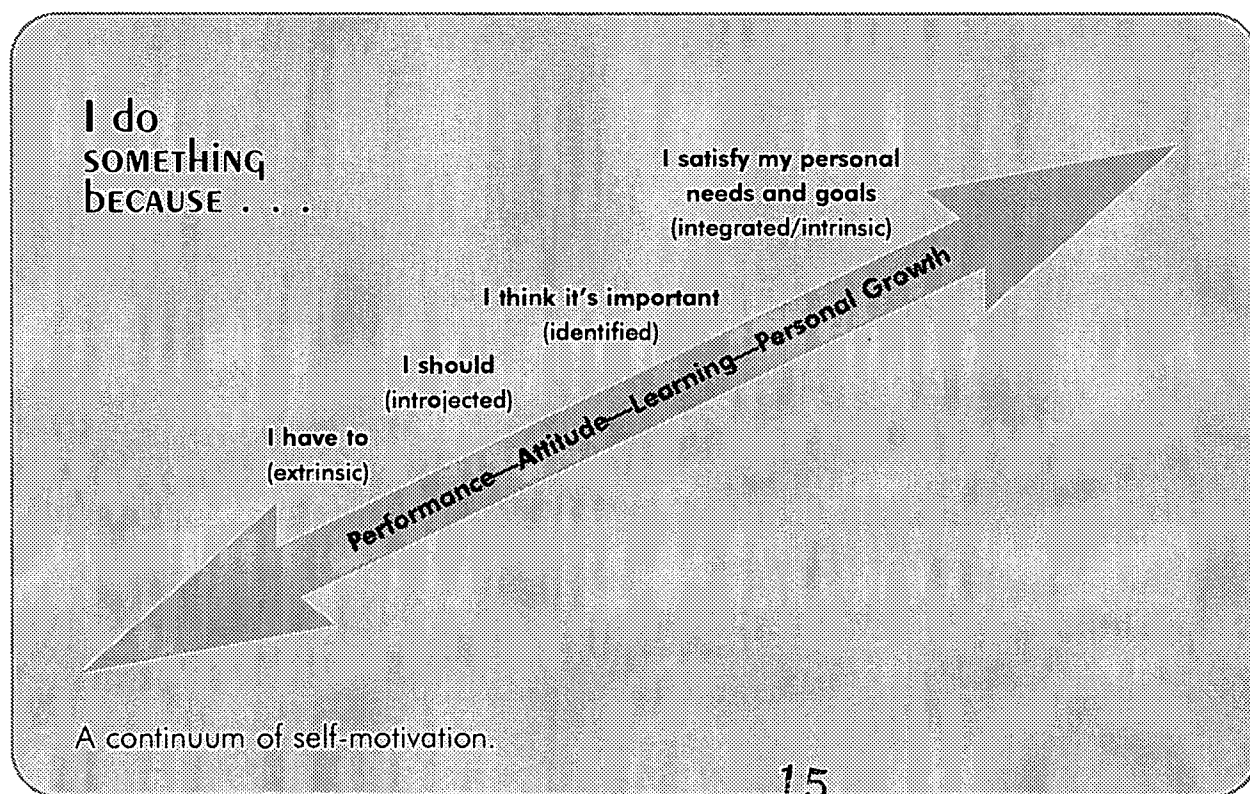 I do
SOMETHING
BECAUSE . . .
I satisfy my personal
needs and goals
(integrated/intrinsic)
I think it's important
(identified)
I should
(introjected)
I have to
(extrinsic)
Performance—Attitude—Learning—Personal Growth
A continuum of self-motivation.
15